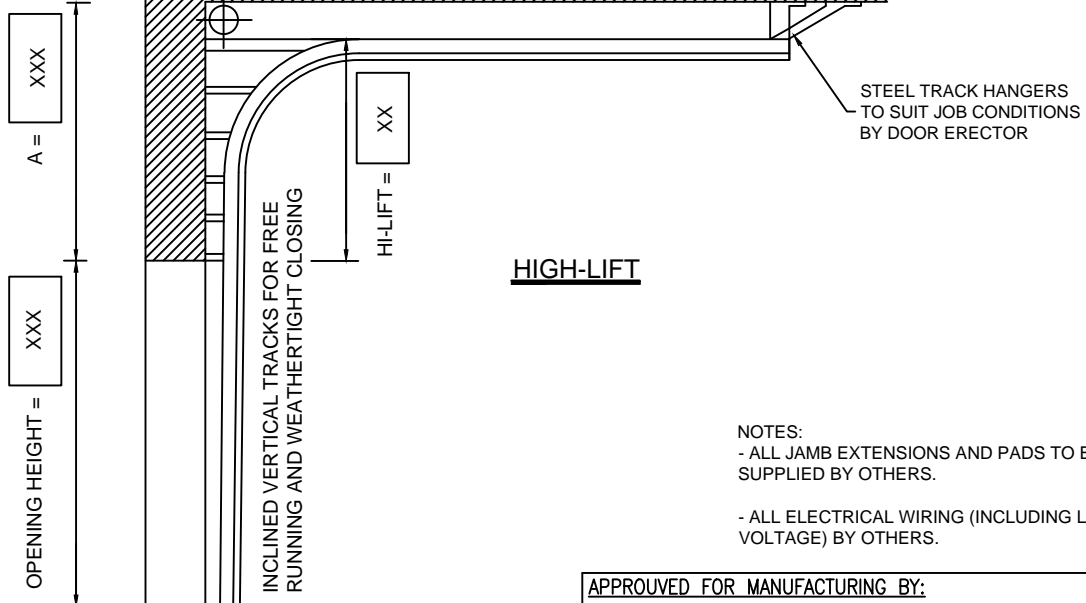 XXX
A =
XX
HI-LIFT =
STEEL TRACK HANGERS
TO SUIT JOB CONDITIONS
BY DOOR ERECTOR
HIGH-LIFT
XXX
OPENING HEIGHT =
INCLINED VERTICAL TRACKS FOR FREE
RUNNING AND WEATHERTIGHT CLOSING
NOTES:
- ALL JAMB EXTENSIONS AND PADS TO
SUPPLIED BY OTHERS.
- ALL ELECTRICAL WIRING (INCLUDING
VOLTAGE) BY OTHERS.
APPROUVED FOR MANUFACTURING BY: